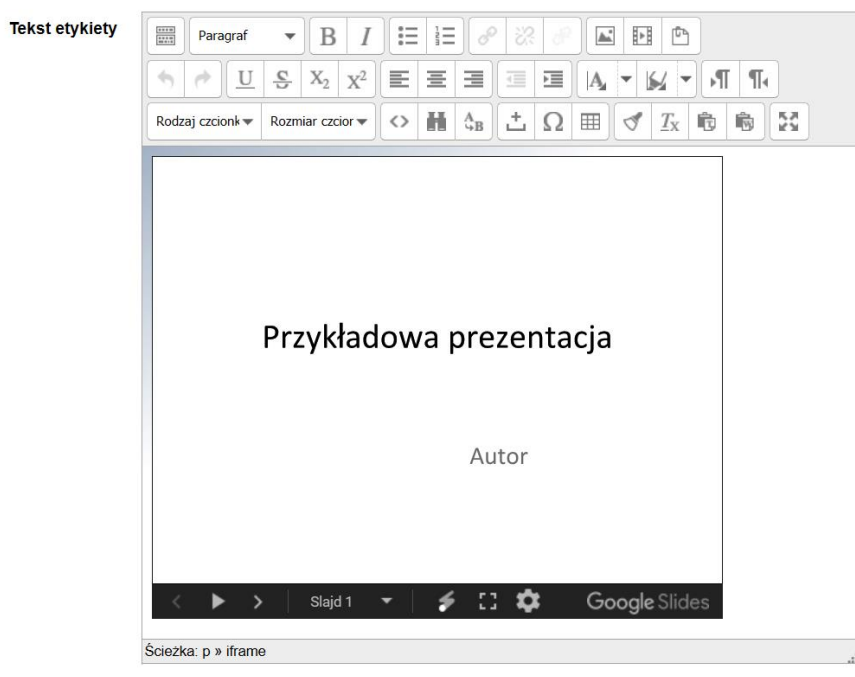 Tekst etykiety
Paragraf
B I
U S X₂ X²
Rodzaj czcionk Rozmiar czcior
Przykładowa prezentacja
Autor
Slajd 1 Google Slides
Ścieżka: p » iframe